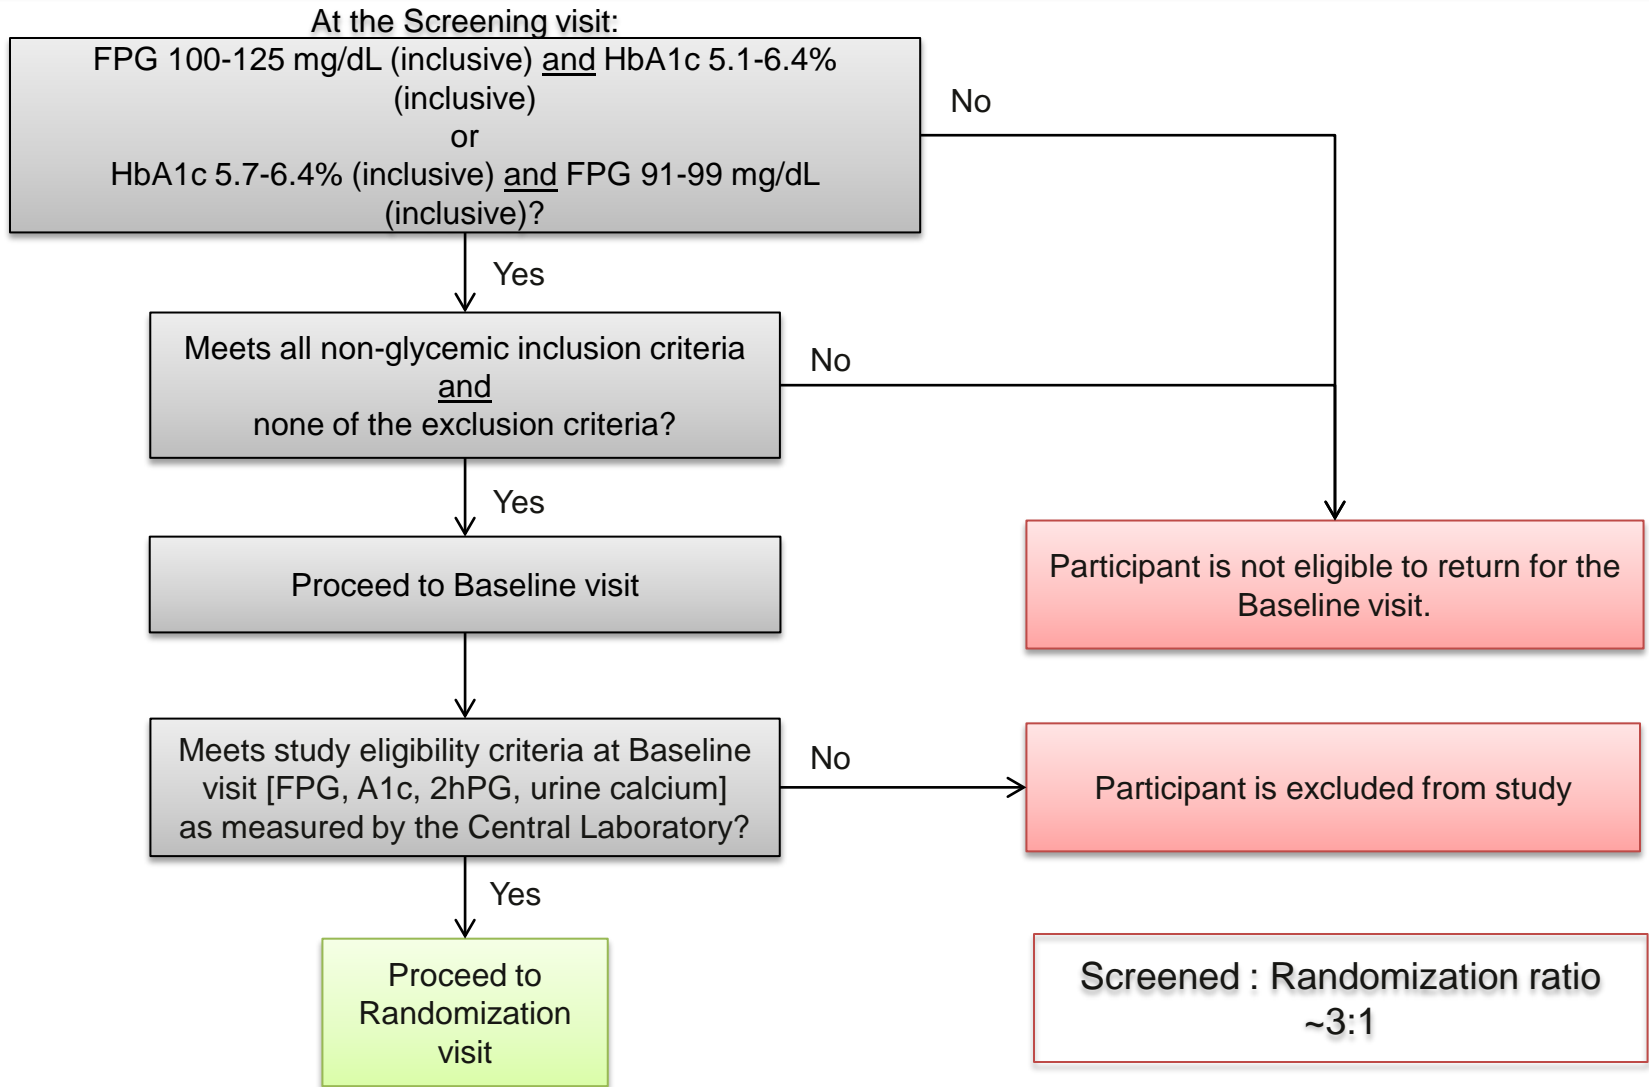 At the Screening visit:
FPG 100-125 mg/dL (inclusive) and HbA1c 5.1-6.4%
(inclusive)
or
HbA1c 5.7-6.4% (inclusive) and FPG 91-99 mg/dL
(inclusive)?
No
Yes
Meets all non-glycemic inclusion criteria
and
none of the exclusion criteria?
No
Yes
Proceed to Baseline visit
Participant is not eligible to return for the
Baseline visit.
Meets study eligibility criteria at Baseline
visit [FPG, A1c, 2hPG, urine calcium]
as measured by the Central Laboratory?
No
Participant is excluded from study
Yes
Proceed to
Randomization
visit
Screened : Randomization ratio
~3:1